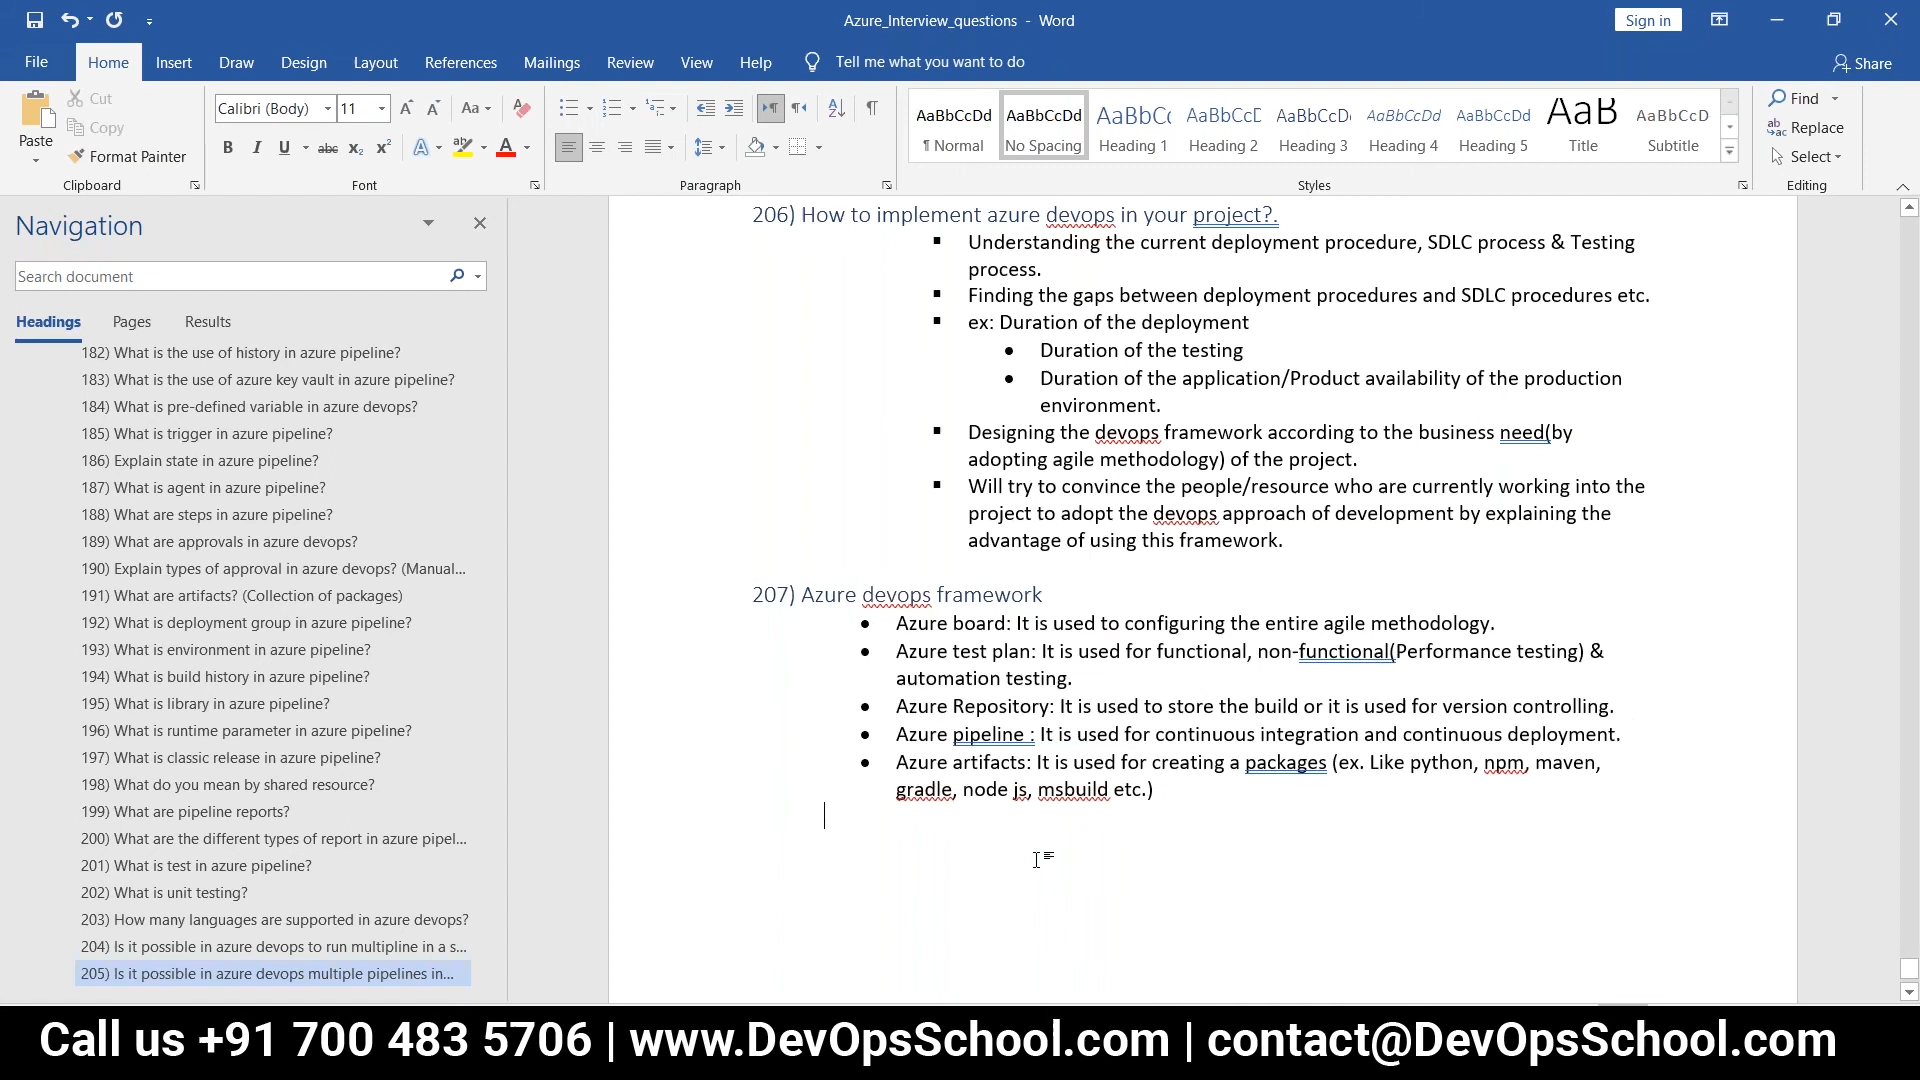 Azure_Interview_questions - Word
Sign in
File Home Insert Draw Design Layout References Mailings Review View Help Tell me what you want to do
Share
Paste
Cut
Copy
Format Painter
Clipboard
Calibri (Body) 11
Font
Paragraph
AaBbCcDd ¶ Normal
AaBbCcDd No Spacing
AaBbCc Heading 1
AaBbCcD Heading 2
AaBbCcDd Heading 3
AaBbCcDd Heading 4
AaBbCcDd Heading 5
AaB Title
AaBbCcD Subtitle
Styles
Find
Replace
Select
Editing
Navigation
Search document
Headings Pages Results
182) What is the use of history in azure pipeline?
183) What is the use of azure key vault in azure pipeline?
184) What is pre-defined variable in azure devops?
185) What is trigger in azure pipeline?
186) Explain state in azure pipeline?
187) What is agent in azure pipeline?
188) What are steps in azure pipeline?
189) What are approvals in azure devops?
190) Explain types of approval in azure devops? (Manual...
191) What are artifacts? (Collection of packages)
192) What is deployment group in azure pipeline?
193) What is environment in azure pipeline?
194) What is build history in azure pipeline?
195) What is library in azure pipeline?
196) What is runtime parameter in azure pipeline?
197) What is classic release in azure pipeline?
198) What do you mean by shared resource?
199) What are pipeline reports?
200) What are the different types of report in azure pipel...
201) What is test in azure pipeline?
202) What is unit testing?
203) How many languages are supported in azure devops?
204) Is it possible in azure devops to run multipline in a s...
205) Is it possible in azure devops multiple pipelines in...
206) How to implement azure devops in your project?.
▪ Understanding the current deployment procedure, SDLC process & Testing
process.
▪ Finding the gaps between deployment procedures and SDLC procedures etc.
▪ ex: Duration of the deployment
• Duration of the testing
• Duration of the application/Product availability of the production
environment.
▪ Designing the devops framework according to the business need(by
adopting agile methodology) of the project.
▪ Will try to convince the people/resource who are currently working into the
project to adopt the devops approach of development by explaining the
advantage of using this framework.
207) Azure devops framework
• Azure board: It is used to configuring the entire agile methodology.
• Azure test plan: It is used for functional, non-functional(Performance testing) &
automation testing.
• Azure Repository: It is used to store the build or it is used for version controlling.
• Azure pipeline : It is used for continuous integration and continuous deployment.
• Azure artifacts: It is used for creating a packages (ex. Like python, npm, maven,
gradle, node js, msbuild etc.)
Call us +91 700 483 5706 | www.DevOpsSchool.com | contact@DevOpsSchool.com